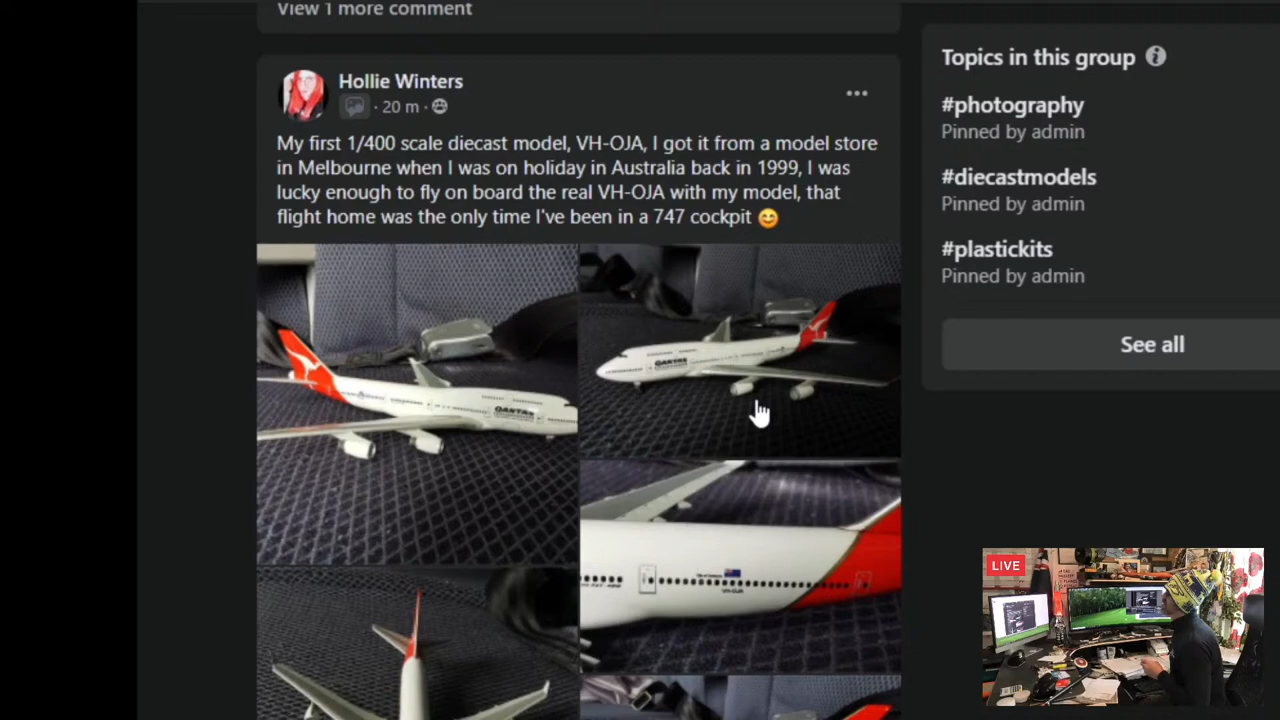 View 1 more comment
Hollie Winters
· 20 m ·
My first 1/400 scale diecast model, VH-OJA, I got it from a model store
in Melbourne when I was on holiday in Australia back in 1999, I was
lucky enough to fly on board the real VH-OJA with my model, that
flight home was the only time I've been in a 747 cockpit 😊
Topics in this group
#photography
Pinned by admin
#diecastmodels
Pinned by admin
#plastickits
Pinned by admin
See all
QANTAS
QANTAS
VH-OJA
LIVE